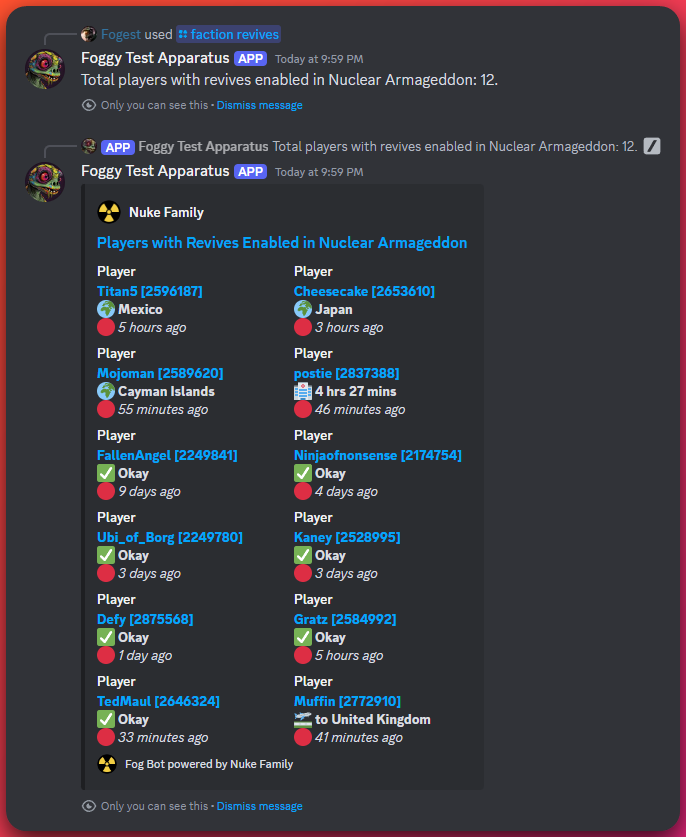 Fogest used faction revives
Foggy Test Apparatus APP Today at 9:59 PM
Total players with revives enabled in Nuclear Armageddon: 12.
Only you can see this • Dismiss message
APP Foggy Test Apparatus Total players with revives enabled in Nuclear Armageddon: 12.
Foggy Test Apparatus APP Today at 9:59 PM
Nuke Family
Players with Revives Enabled in Nuclear Armageddon
Player
Titan5 [2596187]
Mexico
5 hours ago
Player
Cheesecake [2653610]
Japan
3 hours ago
Player
Mojoman [2589620]
Cayman Islands
55 minutes ago
Player
postie [2837388]
4 hrs 27 mins
46 minutes ago
Player
FallenAngel [2249841]
Okay
9 days ago
Player
Ninjaofnonsense [2174754]
Okay
4 days ago
Player
Ubi_of_Borg [2249780]
Okay
3 days ago
Player
Kaney [2528995]
Okay
3 days ago
Player
Defy [2875568]
Okay
1 day ago
Player
Gratz [2584992]
Okay
5 hours ago
Player
TedMaul [2646324]
Okay
33 minutes ago
Player
Muffin [2772910]
to United Kingdom
41 minutes ago
Fog Bot powered by Nuke Family
Only you can see this • Dismiss message